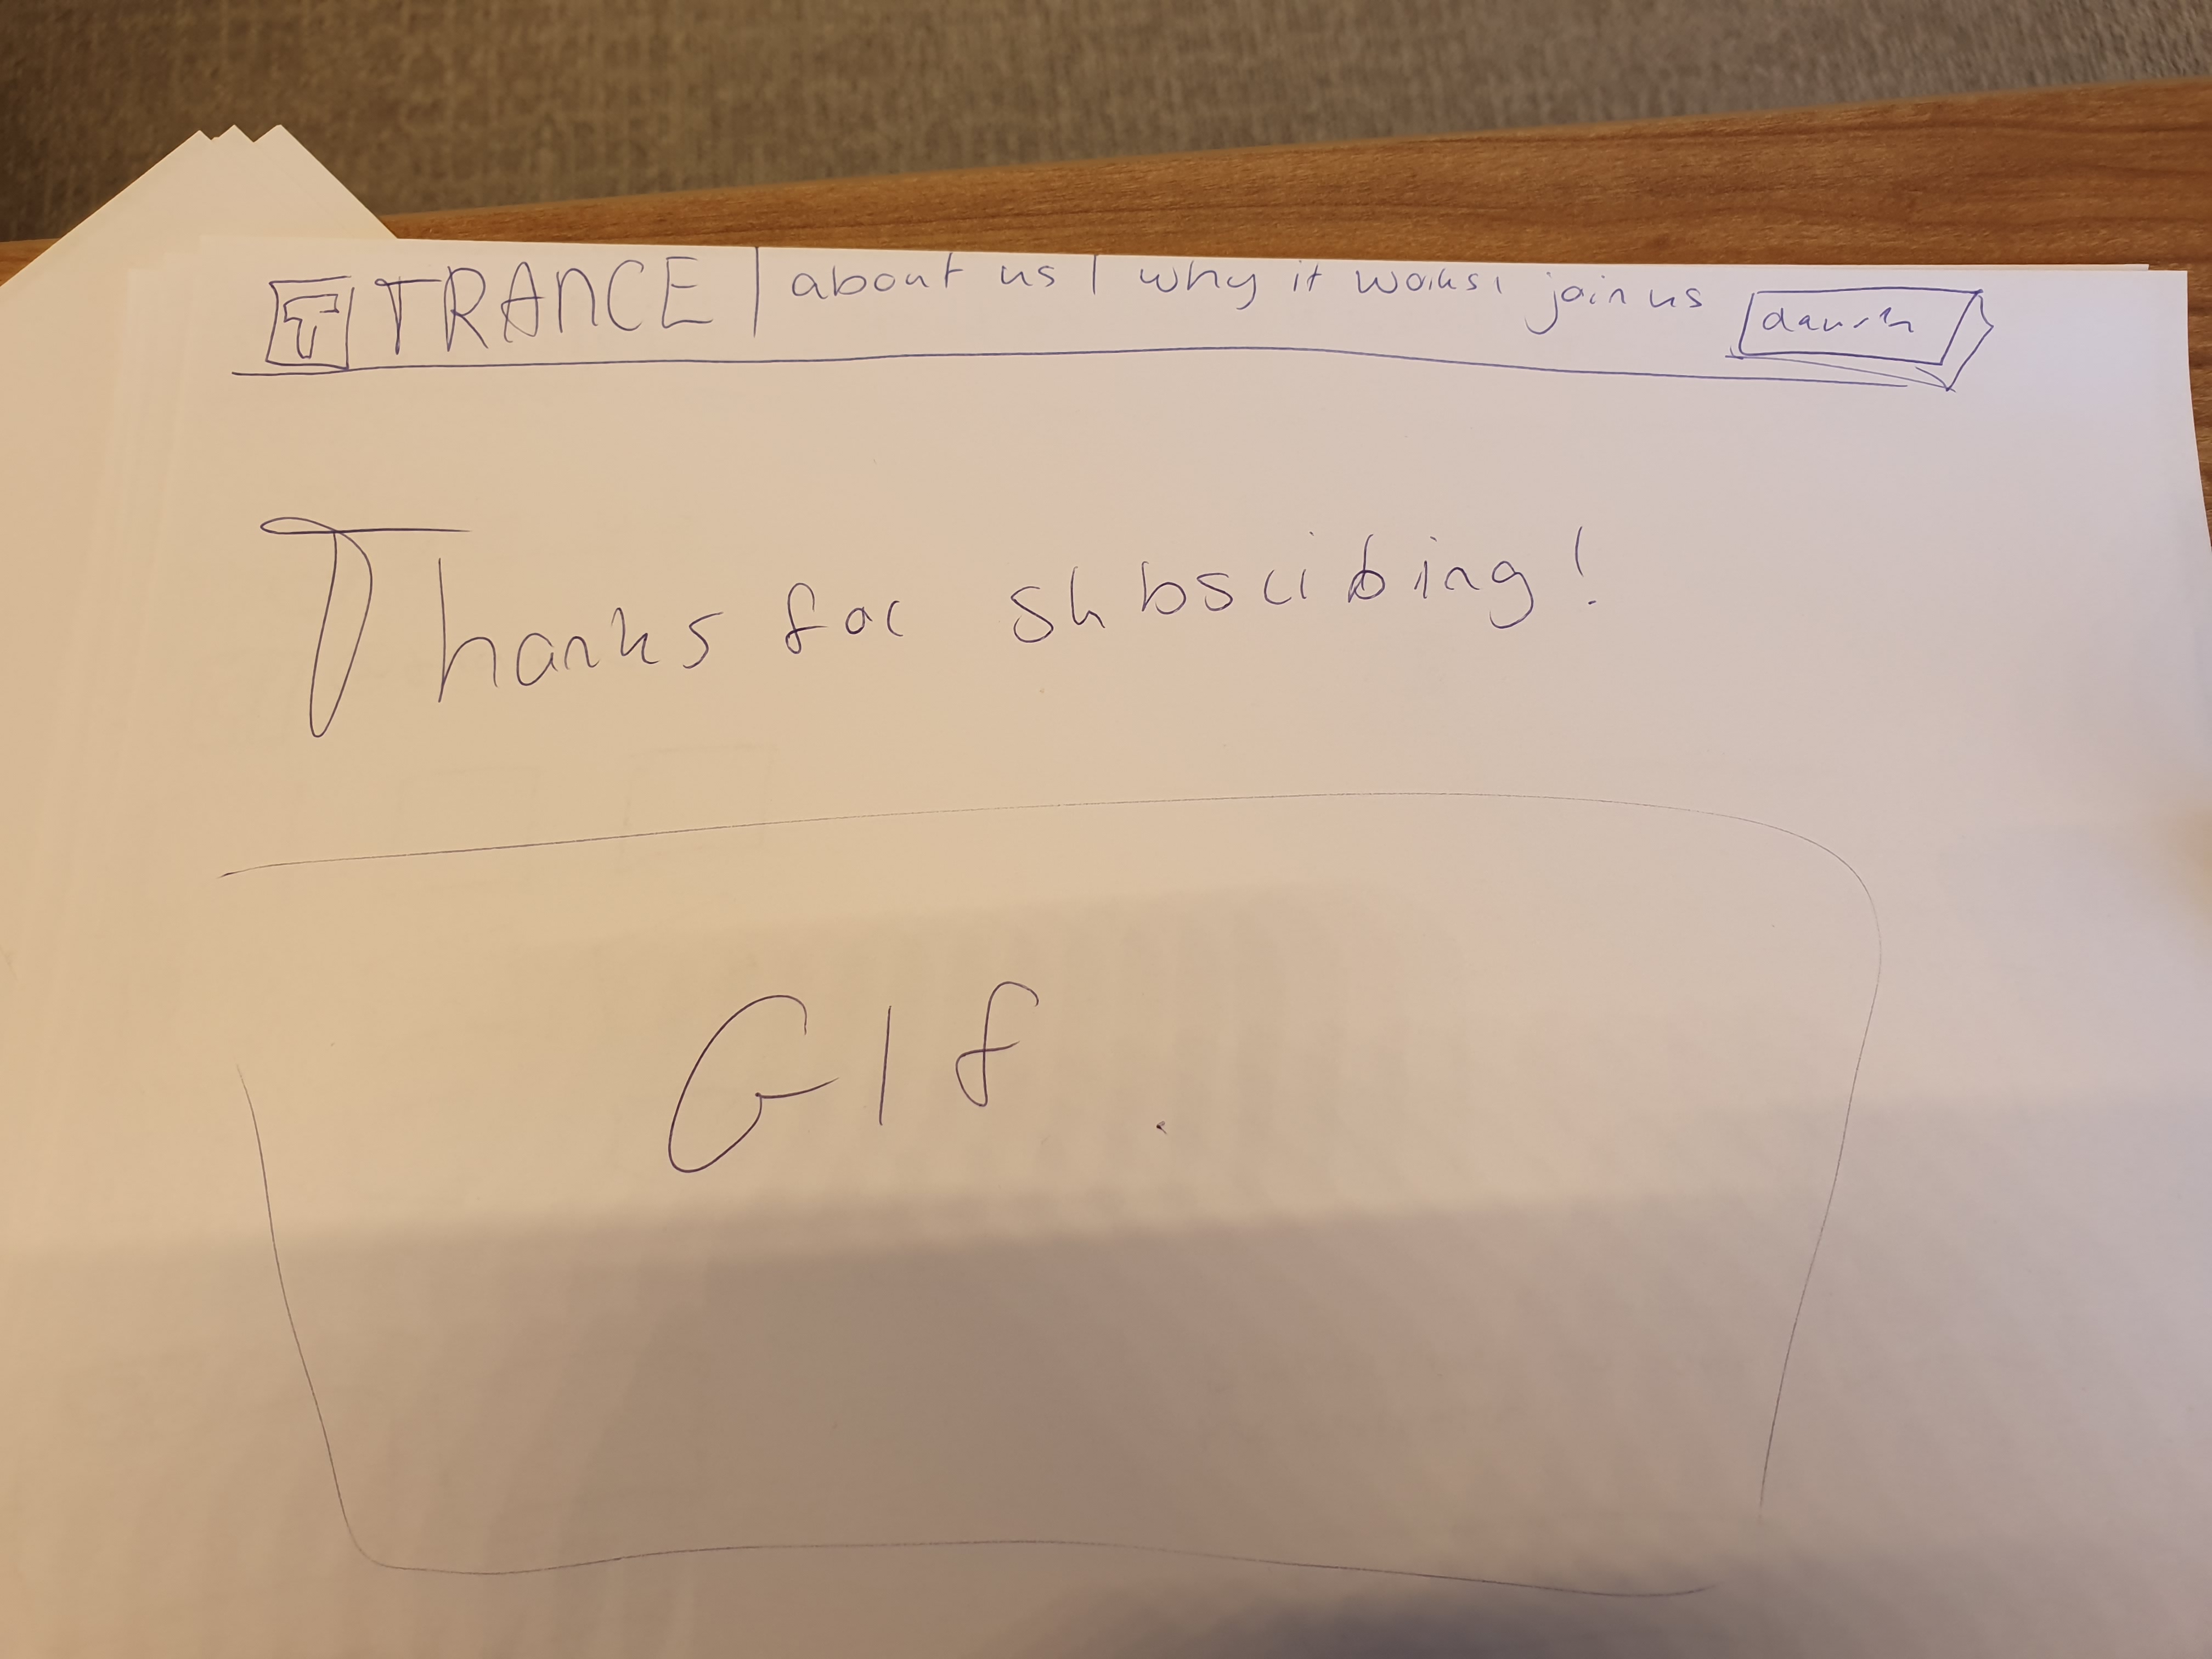 T TRANCE | about us | why it works | join us
Thanks for subscibing!
GIF.